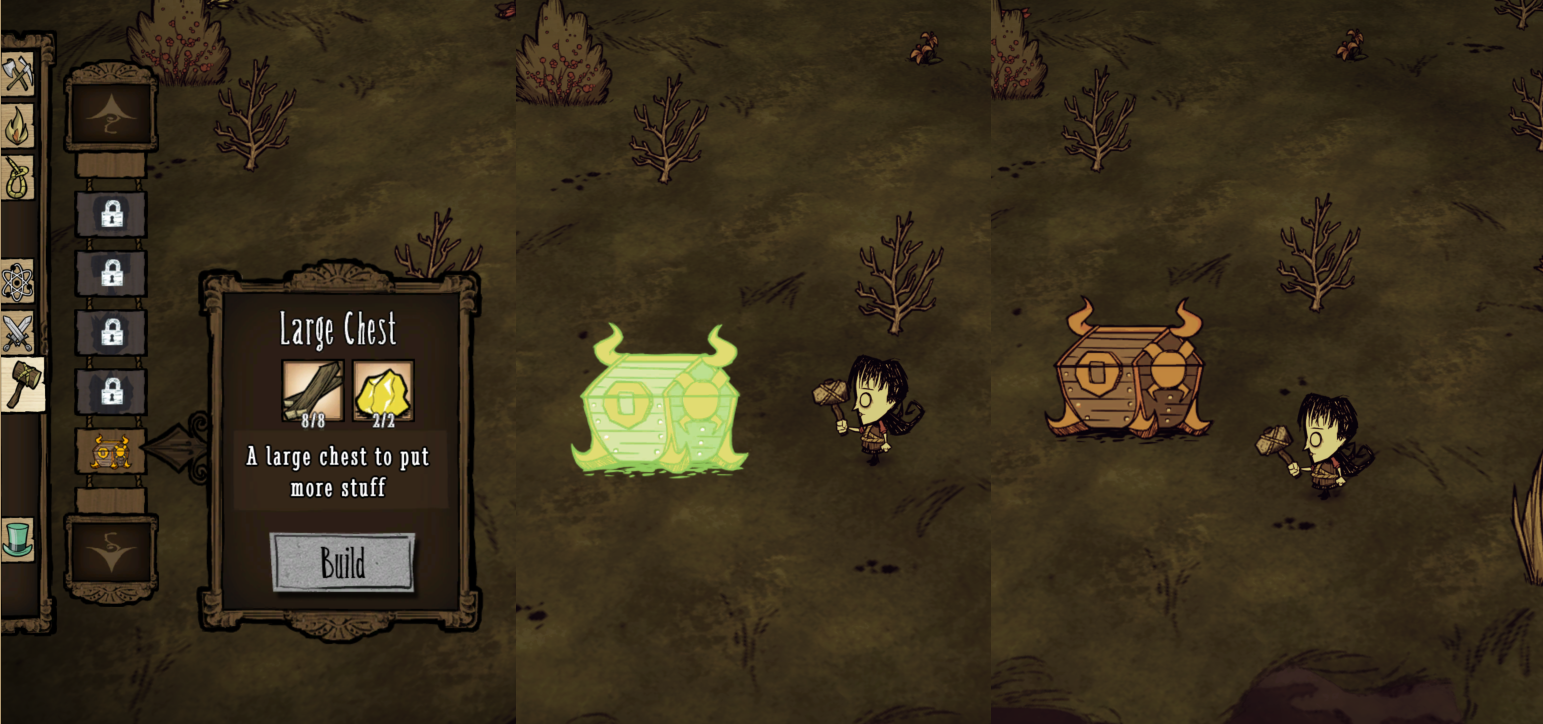 Large Chest
8/8 2/2
A large chest to put
more stuff
Build